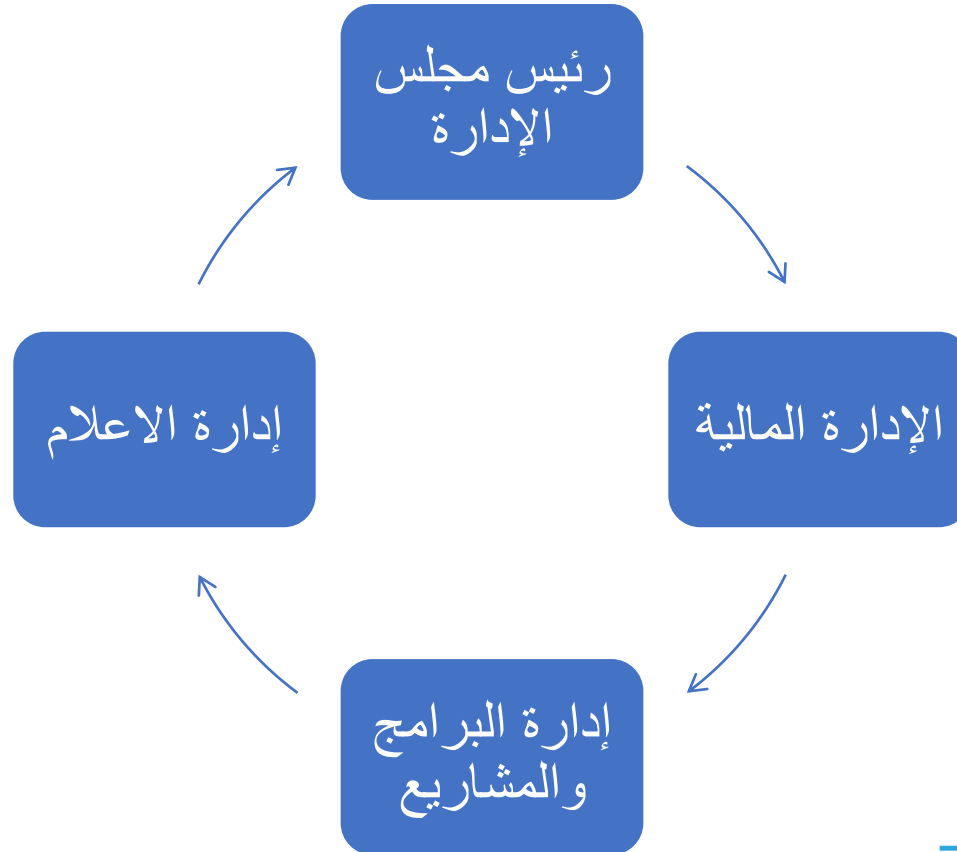 رئيس مجلس
الإدارة
الإدارة المالية
إدارة البرامج
والمشاريع
إدارة الاعلام